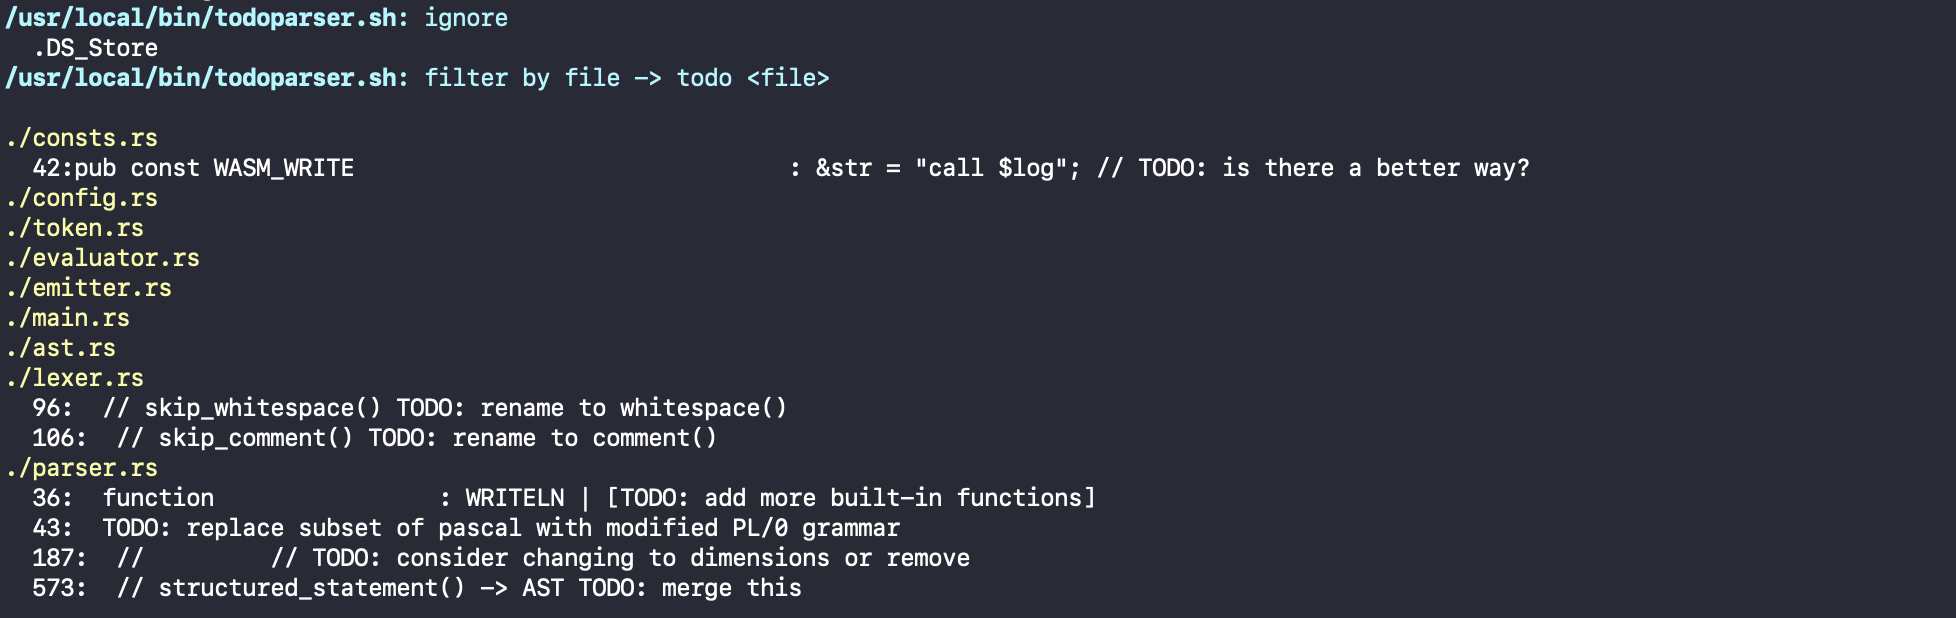 /usr/local/bin/todoparser.sh: ignore
  .DS_Store
/usr/local/bin/todoparser.sh: filter by file -> todo <file>

./consts.rs
  42:pub const WASM_WRITE                               : &str = "call $log"; // TODO: is there a better way?
./config.rs
./token.rs
./evaluator.rs
./emitter.rs
./main.rs
./ast.rs
./lexer.rs
  96:  // skip_whitespace() TODO: rename to whitespace()
  106:  // skip_comment() TODO: rename to comment()
./parser.rs
  36:  function                : WRITELN | [TODO: add more built-in functions]
  43:  TODO: replace subset of pascal with modified PL/0 grammar
  187:  //         // TODO: consider changing to dimensions or remove
  573:  // structured_statement() -> AST TODO: merge this